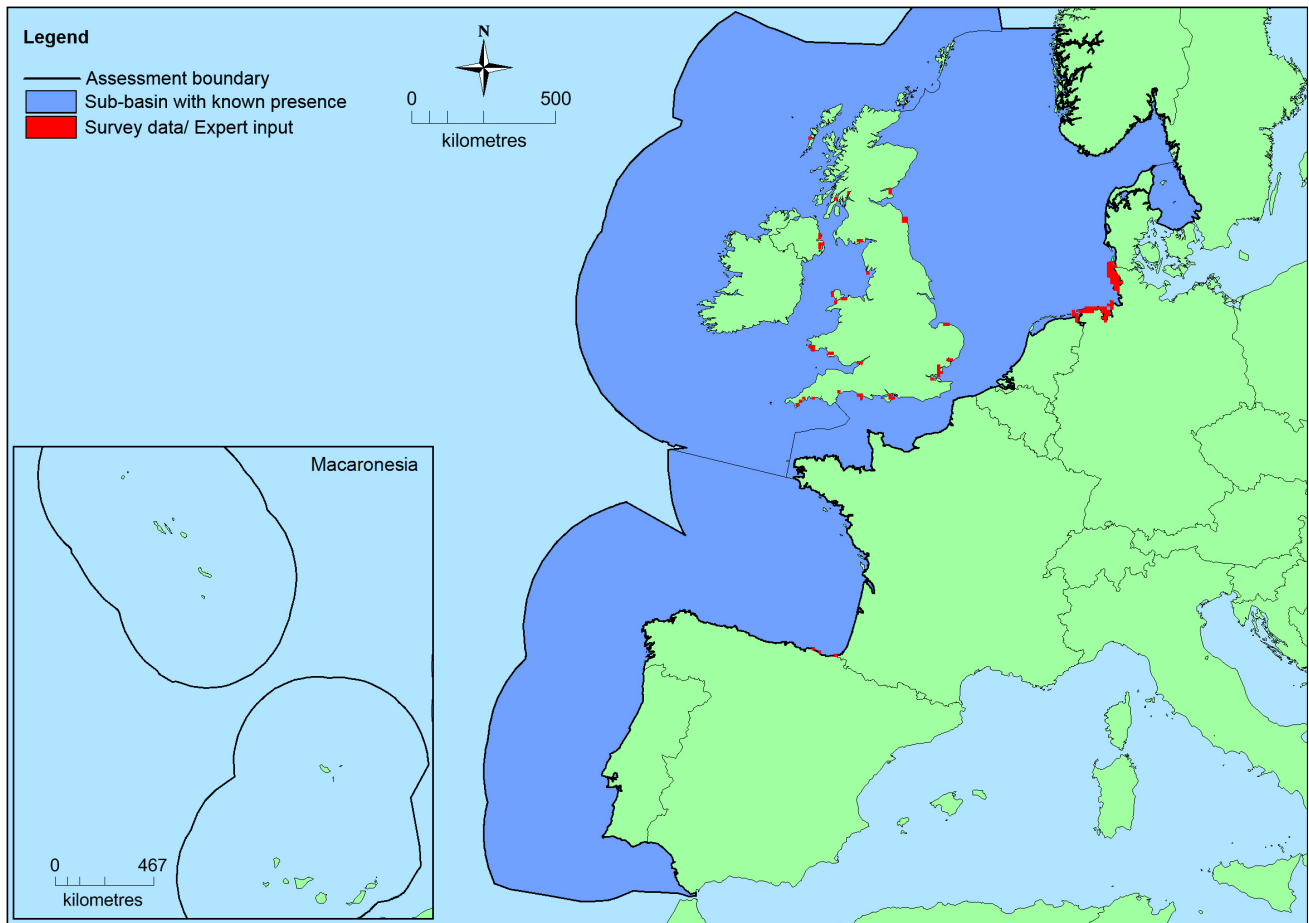 Legend
Assessment boundary
Sub-basin with known presence
Survey data/ Expert input
N
0 500
kilometres
Macaronesia
0 467
kilometres